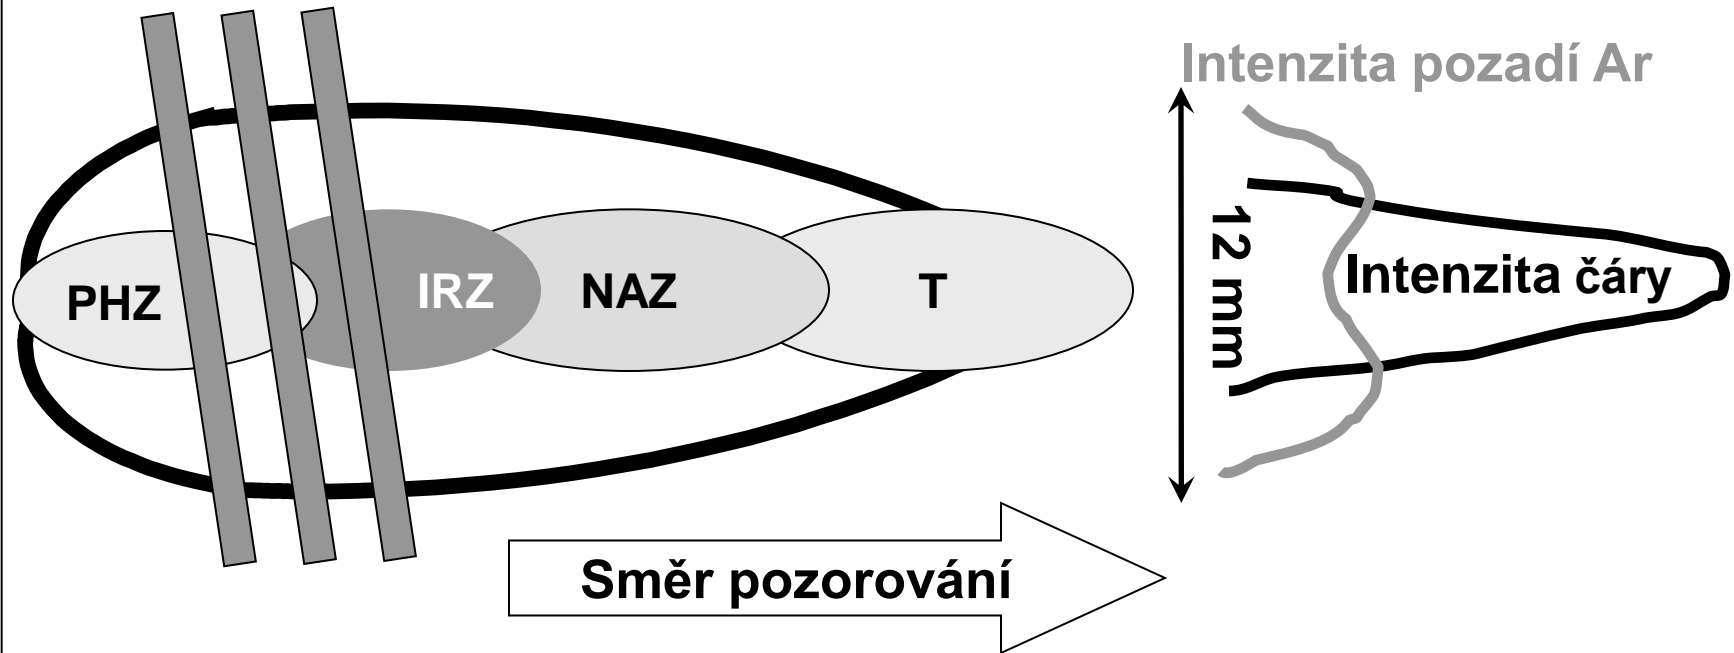 Intenzita pozadí Ar
PHZ
IRZ
NAZ
T
12 mm
Intenzita čáry
Směr pozorování